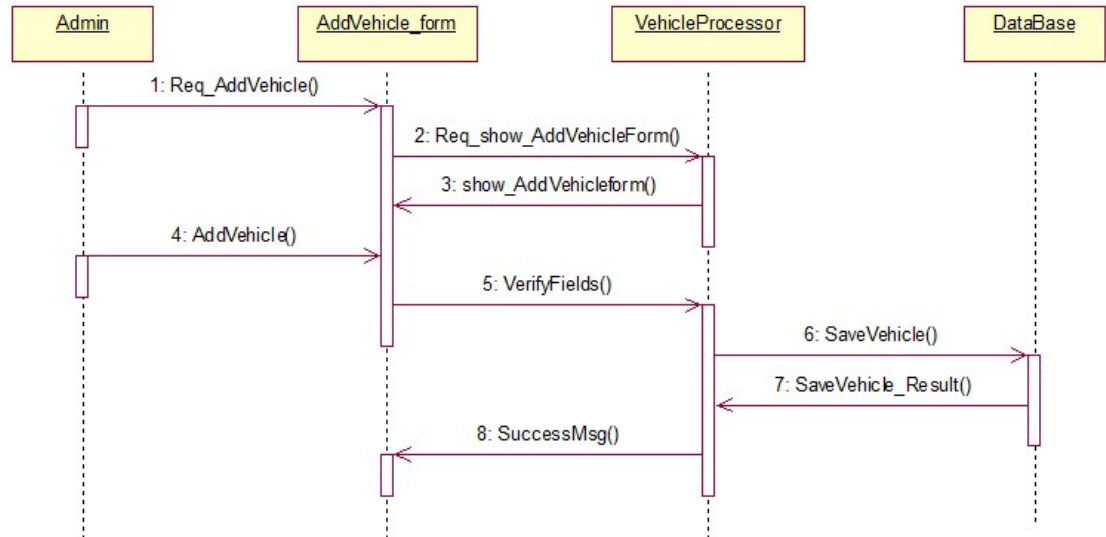 Admin
AddVehicle_form
VehicleProcessor
DataBase
1: Req_AddVehicle()
2: Req_show_AddVehicleForm()
3: show_AddVehicleform()
4: AddVehicle()
5: VerifyFields()
6: SaveVehicle()
7: SaveVehicle_Result()
8: SuccessMsg()